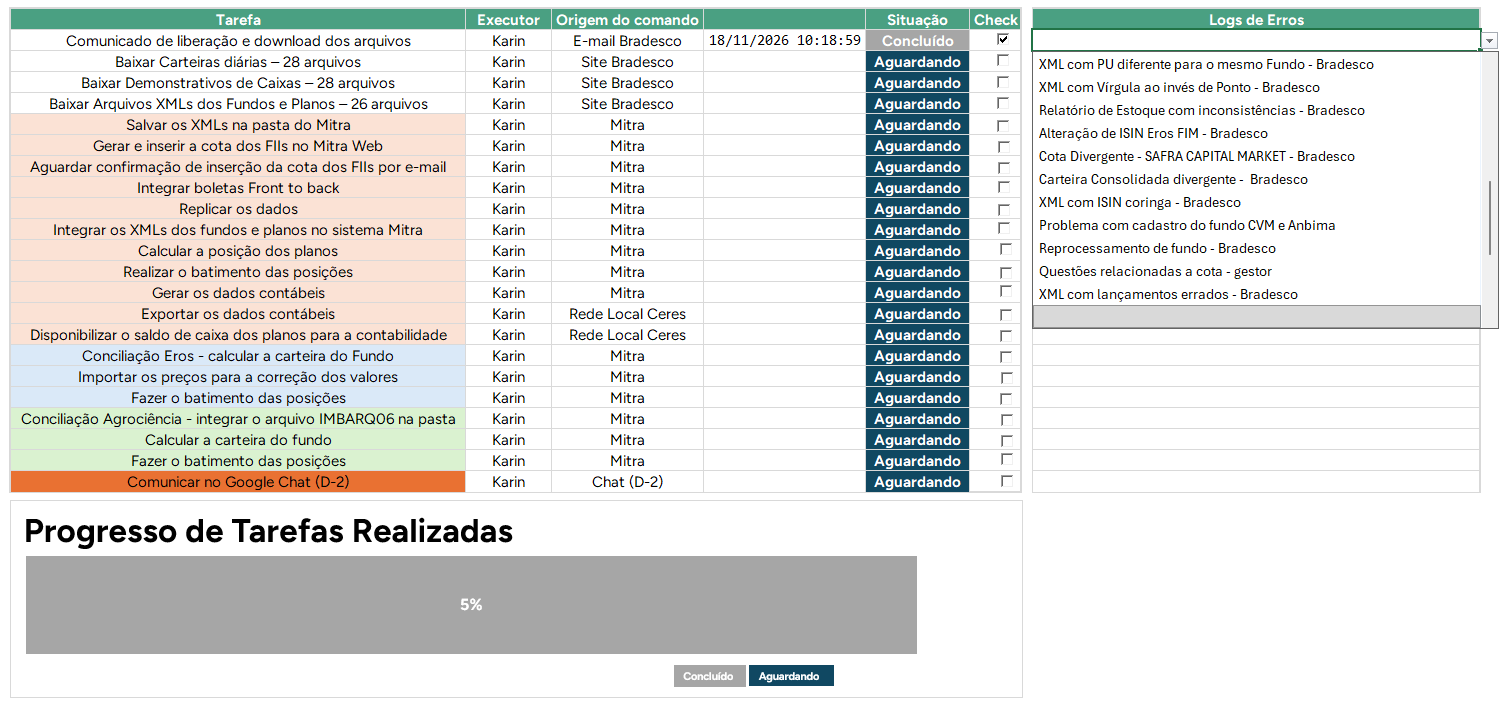 Tarefa Executor Origem do comando Situação Check
Comunicado de liberação e download dos arquivos Karin E-mail Bradesco 18/11/2026 10:18:59 Concluído
Baixar Carteiras diárias – 28 arquivos Karin Site Bradesco Aguardando
Baixar Demonstrativos de Caixas – 28 arquivos Karin Site Bradesco Aguardando
Baixar Arquivos XMLs dos Fundos e Planos – 26 arquivos Karin Site Bradesco Aguardando
Salvar os XMLs na pasta do Mitra Karin Mitra Aguardando
Gerar e inserir a cota dos FIIs no Mitra Web Karin Mitra Aguardando
Aguardar confirmação de inserção da cota dos FIIs por e-mail Karin Mitra Aguardando
Integrar boletas Front to back Karin Mitra Aguardando
Replicar os dados Karin Mitra Aguardando
Integrar os XMLs dos fundos e planos no sistema Mitra Karin Mitra Aguardando
Calcular a posição dos planos Karin Mitra Aguardando
Realizar o batimento das posições Karin Mitra Aguardando
Gerar os dados contábeis Karin Mitra Aguardando
Exportar os dados contábeis Karin Rede Local Ceres Aguardando
Disponibilizar o saldo de caixa dos planos para a contabilidade Karin Rede Local Ceres Aguardando
Conciliação Eros - calcular a carteira do Fundo Karin Mitra Aguardando
Importar os preços para a correção dos valores Karin Mitra Aguardando
Fazer o batimento das posições Karin Mitra Aguardando
Conciliação Agrociência - integrar o arquivo IMBARQ06 na pasta Karin Mitra Aguardando
Calcular a carteira do fundo Karin Mitra Aguardando
Fazer o batimento das posições Karin Mitra Aguardando
Comunicar no Google Chat (D-2) Karin Chat (D-2) Aguardando
Logs de Erros
XML com PU diferente para o mesmo Fundo - Bradesco
XML com Vírgula ao invés de Ponto - Bradesco
Relatório de Estoque com inconsistências - Bradesco
Alteração de ISIN Eros FIM - Bradesco
Cota Divergente - SAFRA CAPITAL MARKET - Bradesco
Carteira Consolidada divergente - Bradesco
XML com ISIN coringa - Bradesco
Problema com cadastro do fundo CVM e Anbima
Reprocessamento de fundo - Bradesco
Questões relacionadas a cota - gestor
XML com lançamentos errados - Bradesco
Progresso de Tarefas Realizadas
5%
Concluído Aguardando